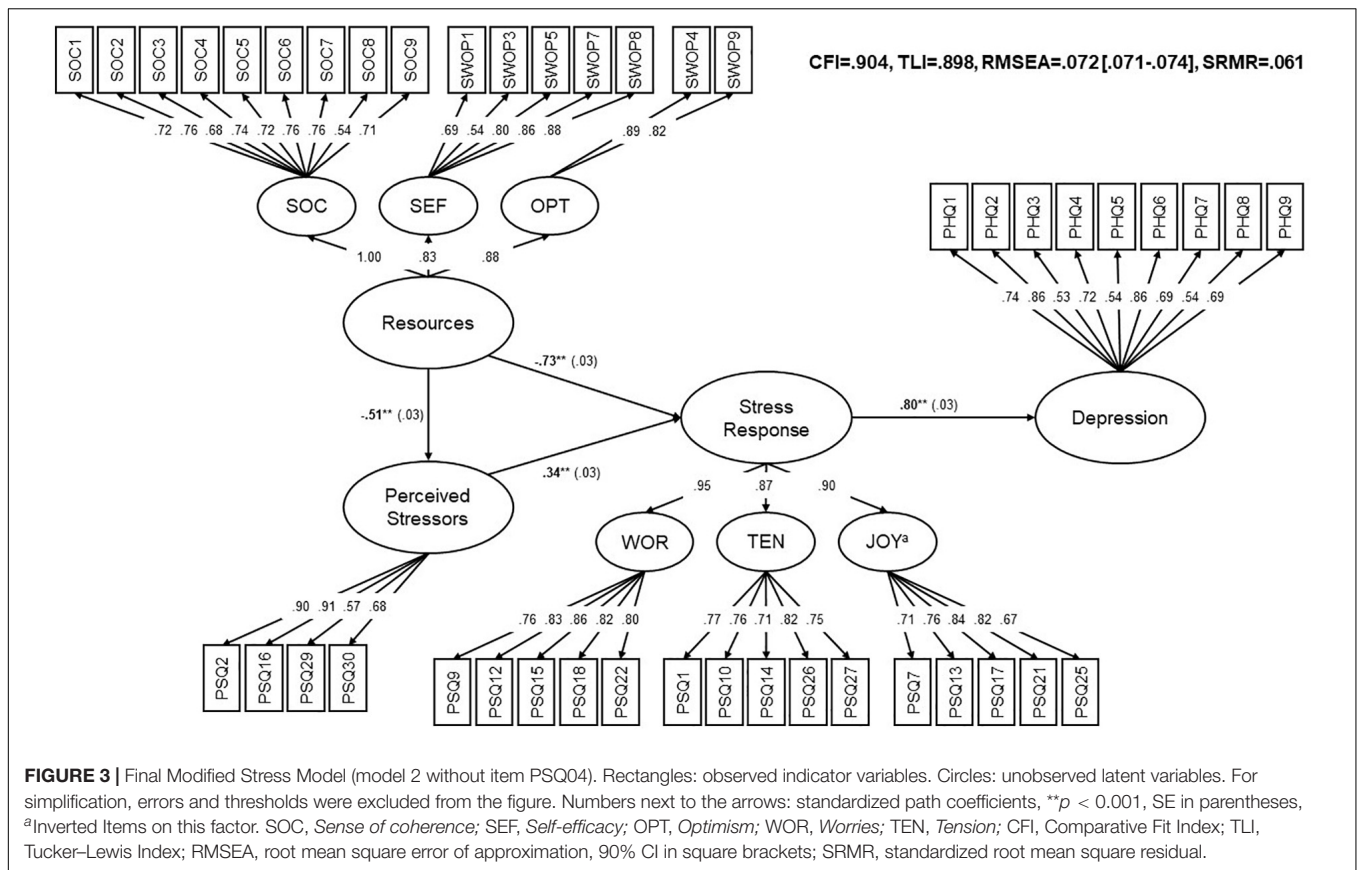 SOC1 SOC2 SOC3 SOC4 SOC5 SOC6 SOC7 SOC8 SOC9
SWOP1 SWOP3 SWOP5 SWOP7 SWOP8
SWOP4 SWOP9
CFI=.904, TLI=.898, RMSEA=.072 [.071-.074], SRMR=.061
.72 .76 .68 .74 .72 .76 .76 .54 .71
.69 .54 .80 .86 .88
.89 .82
SOC
SEF
OPT
1.00 .83 .88
PHQ1 PHQ2 PHQ3 PHQ4 PHQ5 PHQ6 PHQ7 PHQ8 PHQ9
.74 .86 .53 .72 .54 .86 .69 .54 .69
Resources
-.73** (.03)
-.51** (.03)
Stress
Response
.80** (.03)
Depression
.34** (.03)
Perceived
Stressors
.95 .87 .90
WOR
TEN
JOYª
.90 .91 .57 .68
.76 .83 .86 .82 .80
.77 .76 .71 .82 .75
.71 .76 .84 .82 .67
PSQ2 PSQ16 PSQ29 PSQ30
PSQ9 PSQ12 PSQ15 PSQ18 PSQ22
PSQ1 PSQ10 PSQ14 PSQ26 PSQ27
PSQ7 PSQ13 PSQ17 PSQ21 PSQ25
FIGURE 3 | Final Modified Stress Model (model 2 without item PSQ04). Rectangles: observed indicator variables. Circles: unobserved latent variables. For
simplification, errors and thresholds were excluded from the figure. Numbers next to the arrows: standardized path coefficients, **p < 0.001, SE in parentheses,
ªInverted Items on this factor. SOC, Sense of coherence; SEF, Self-efficacy; OPT, Optimism; WOR, Worries; TEN, Tension; CFI, Comparative Fit Index; TLI,
Tucker–Lewis Index; RMSEA, root mean square error of approximation, 90% CI in square brackets; SRMR, standardized root mean square residual.